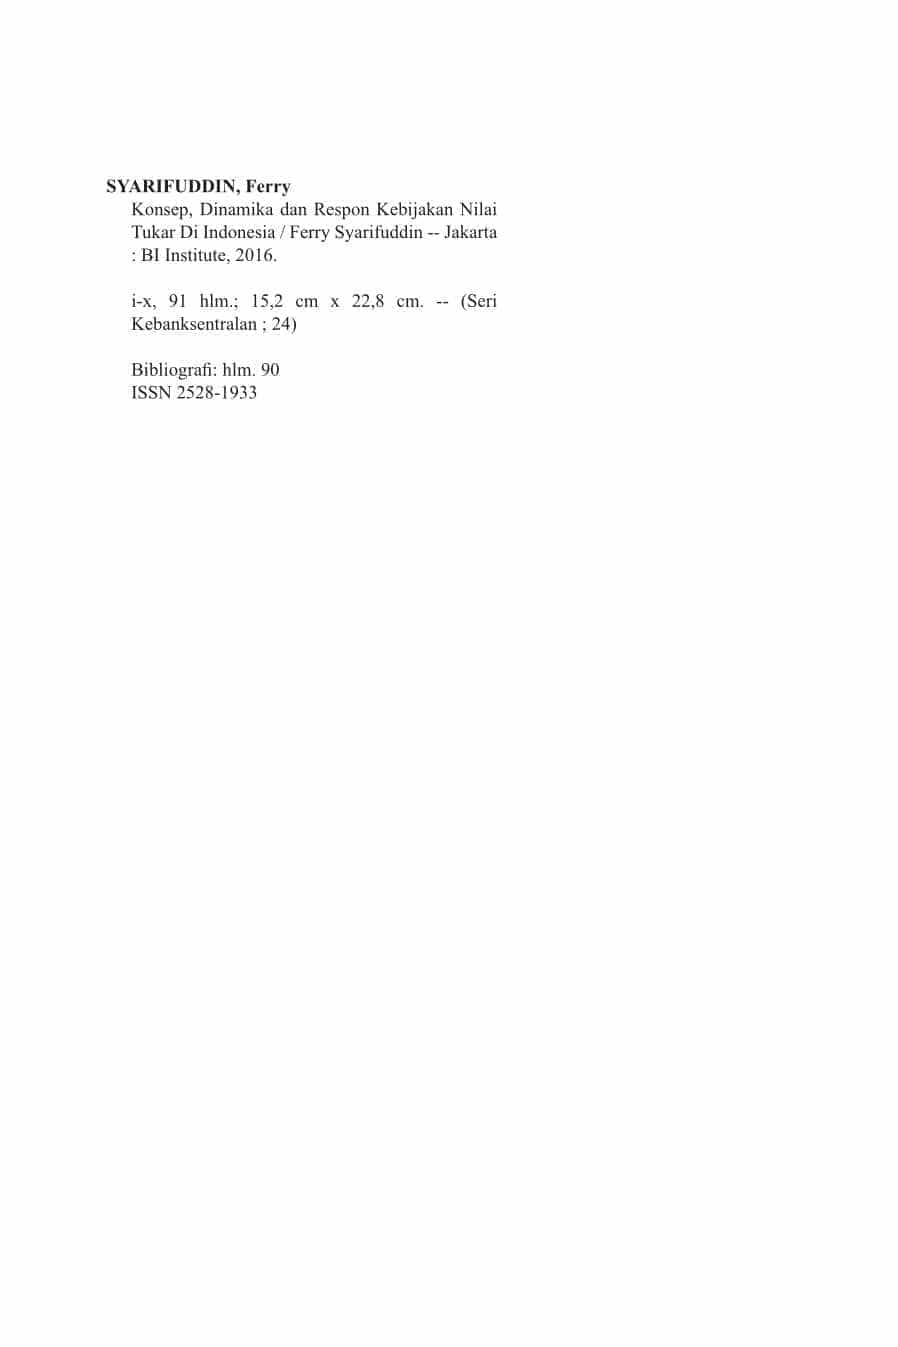 SYARIFUDDIN, Ferry
Konsep, Dinamika dan Respon Kebijakan Nilai
Tukar Di Indonesia / Ferry Syarifuddin -- Jakarta
: BI Institute, 2016.
i-x, 91 hlm.; 15,2 cm x 22,8 cm. -- (Seri
Kebanksentralan ; 24)
Bibliografi: hlm. 90
ISSN 2528-1933